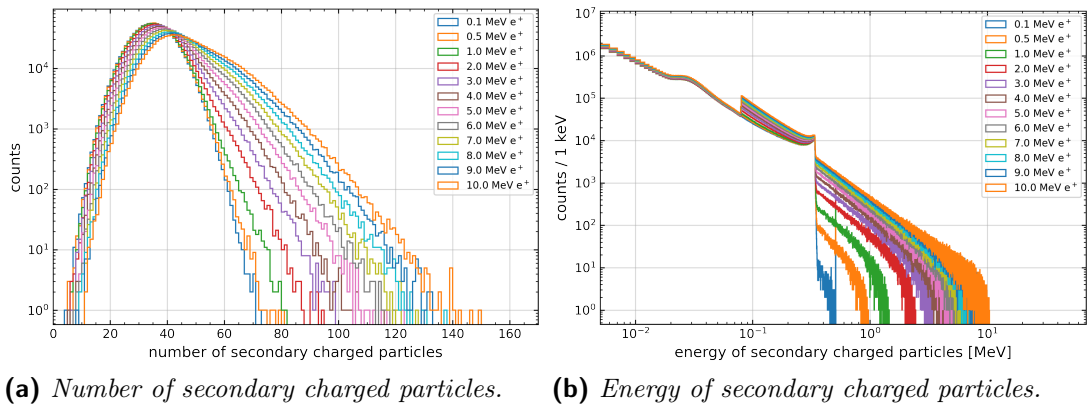 10⁴
10³
10²
10¹
10⁰
counts
0 20 40 60 80 100 120 140 160
number of secondary charged particles
0.1 MeV e⁺
0.5 MeV e⁺
1.0 MeV e⁺
2.0 MeV e⁺
3.0 MeV e⁺
4.0 MeV e⁺
5.0 MeV e⁺
6.0 MeV e⁺
7.0 MeV e⁺
8.0 MeV e⁺
9.0 MeV e⁺
10.0 MeV e⁺
10⁷
10⁶
10⁵
10⁴
10³
10²
10¹
10⁰
counts / 1 keV
10⁻² 10⁻¹ 10⁰ 10¹
energy of secondary charged particles [MeV]
0.1 MeV e⁺
0.5 MeV e⁺
1.0 MeV e⁺
2.0 MeV e⁺
3.0 MeV e⁺
4.0 MeV e⁺
5.0 MeV e⁺
6.0 MeV e⁺
7.0 MeV e⁺
8.0 MeV e⁺
9.0 MeV e⁺
10.0 MeV e⁺
(a) Number of secondary charged particles.
(b) Energy of secondary charged particles.